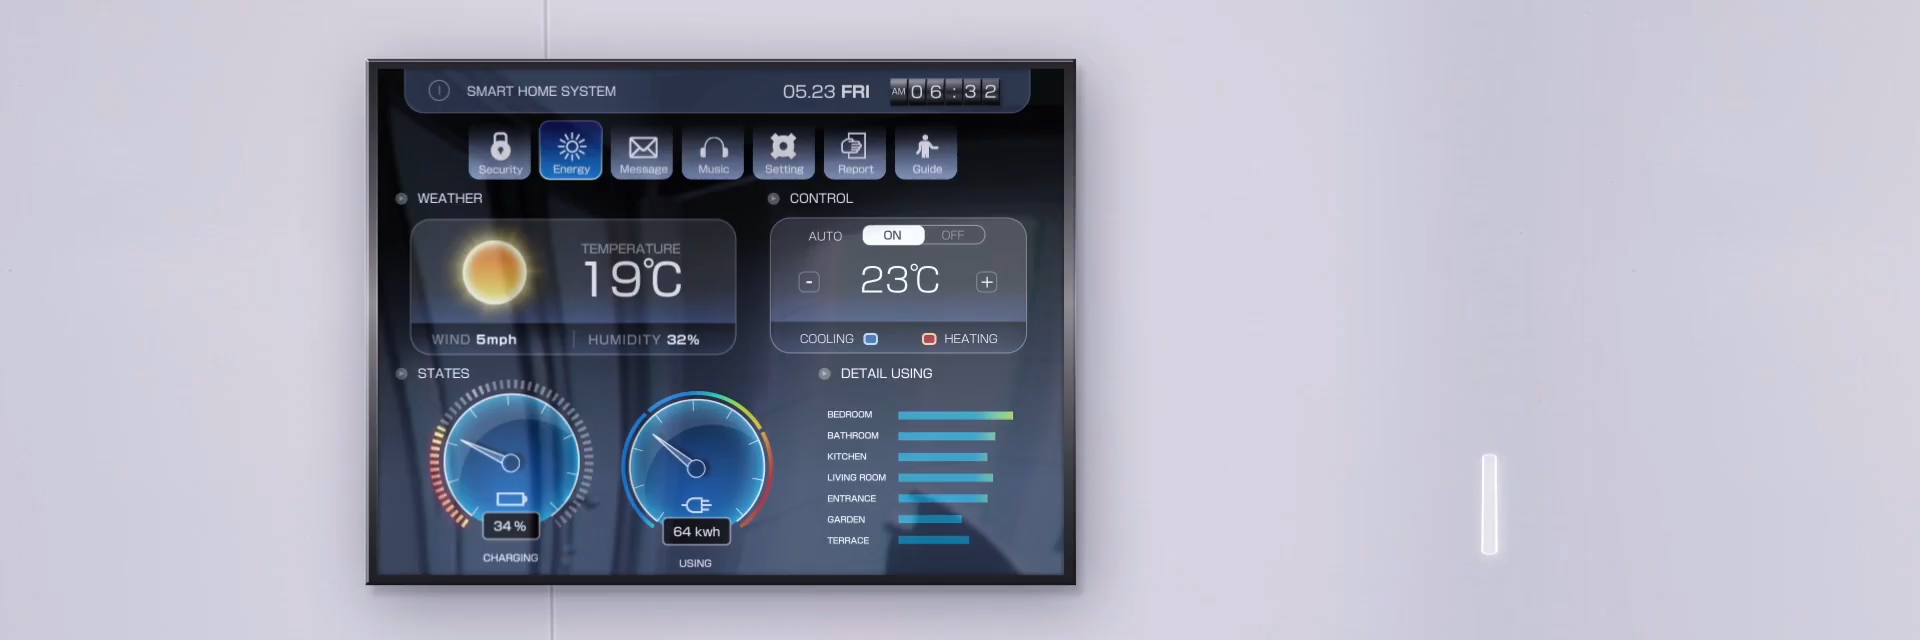 SMART HOME SYSTEM 05.23 FRI AM 06:32
Security Energy Message Music Setting Report Guide
WEATHER
TEMPERATURE
19℃
WIND 5mph HUMIDITY 32%
CONTROL
AUTO ON OFF
- 23℃ +
COOLING HEATING
STATES
34%
CHARGING
64 kwh
USING
DETAIL USING
BEDROOM
BATHROOM
KITCHEN
LIVING ROOM
ENTRANCE
GARDEN
TERRACE